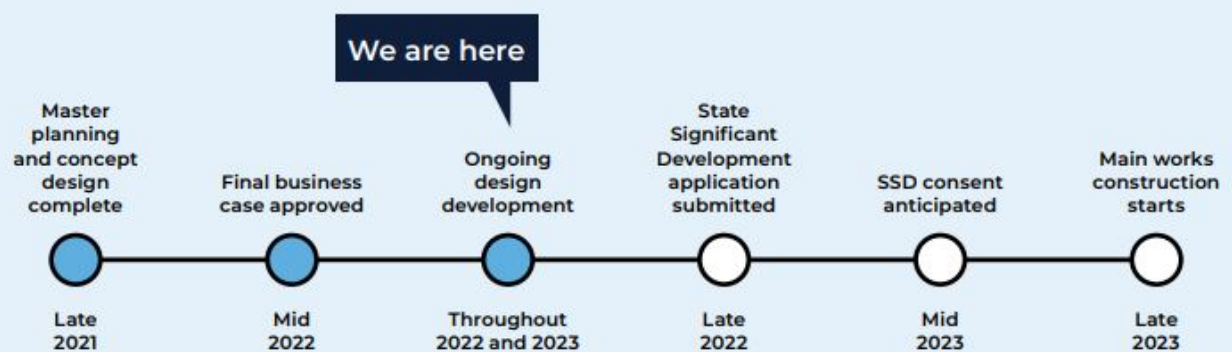 We are here
Master
planning
and concept
design
complete
Final business
case approved
Ongoing
design
development
State
Significant
Development
application
submitted
SSD consent
anticipated
Main works
construction
starts
Late
2021
Mid
2022
Throughout
2022 and 2023
Late
2022
Mid
2023
Late
2023